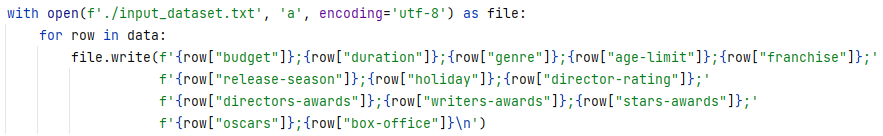 with open(f'./input_dataset.txt', 'a', encoding='utf-8') as file:
    for row in data:
        file.write(f'{row["budget"]};{row["duration"]};{row["genre"]};{row["age-limit"]};{row["franchise"]};'
                   f'{row["release-season"]};{row["holiday"]};{row["director-rating"]};'
                   f'{row["directors-awards"]};{row["writers-awards"]};{row["stars-awards"]};'
                   f'{row["oscars"]};{row["box-office"]}\n')